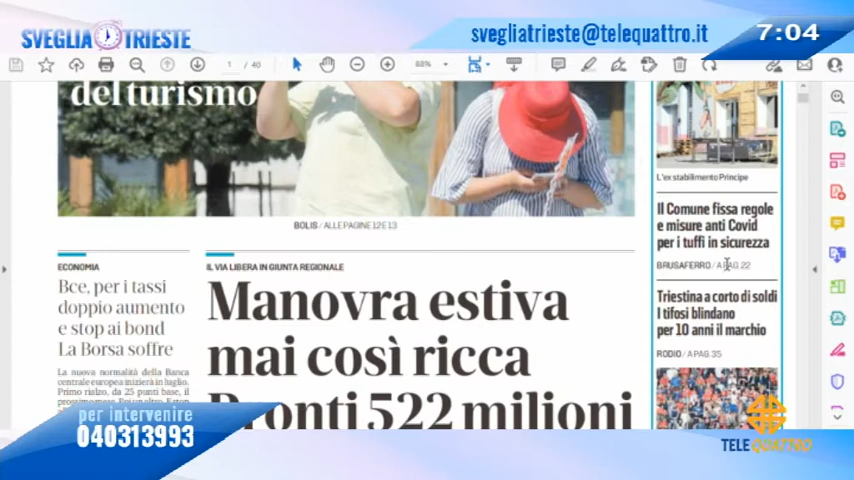 SVEGLIA TRIESTE
svegliatrieste@telequattro.it
7:04
1 / 40
88%
del turismo
L'ex stabilimento Principe
BOLIS / ALLE PAGINE 12 E 13
Il Comune fissa regole
e misure anti Covid
per i tuffi in sicurezza
BRUSAFERRO / A PAG. 22
ECONOMIA
Bce, per i tassi
doppio aumento
e stop ai bond
La Borsa soffre
La nuova normalità della Banca
centrale europea inizierà in luglio.
Primo rialzo, da 25 punti base, il
IL VIA LIBERA IN GIUNTA REGIONALE
Manovra estiva
mai così ricca
Pronti 522 milioni
Triestina a corto di soldi
I tifosi blindano
per 10 anni il marchio
RODIO / A PAG. 35
per intervenire
040313993
TELEQUATTRO